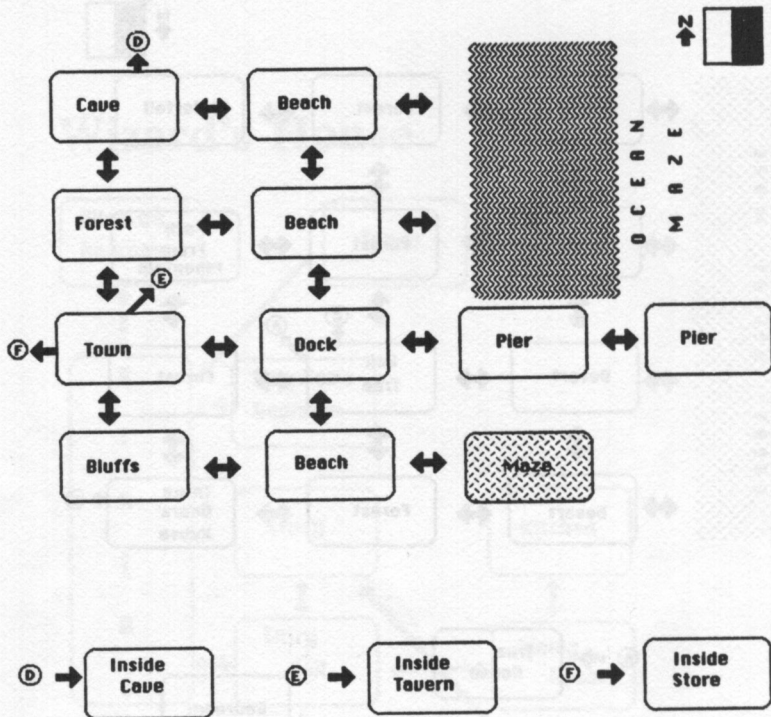 N
D
Cave
Beach
OCEAN
MAZE
Forest
Beach
E
F
Town
Dock
Pier
Pier
Bluffs
Beach
Maze
D
Inside
Cave
E
Inside
Tavern
F
Inside
Store